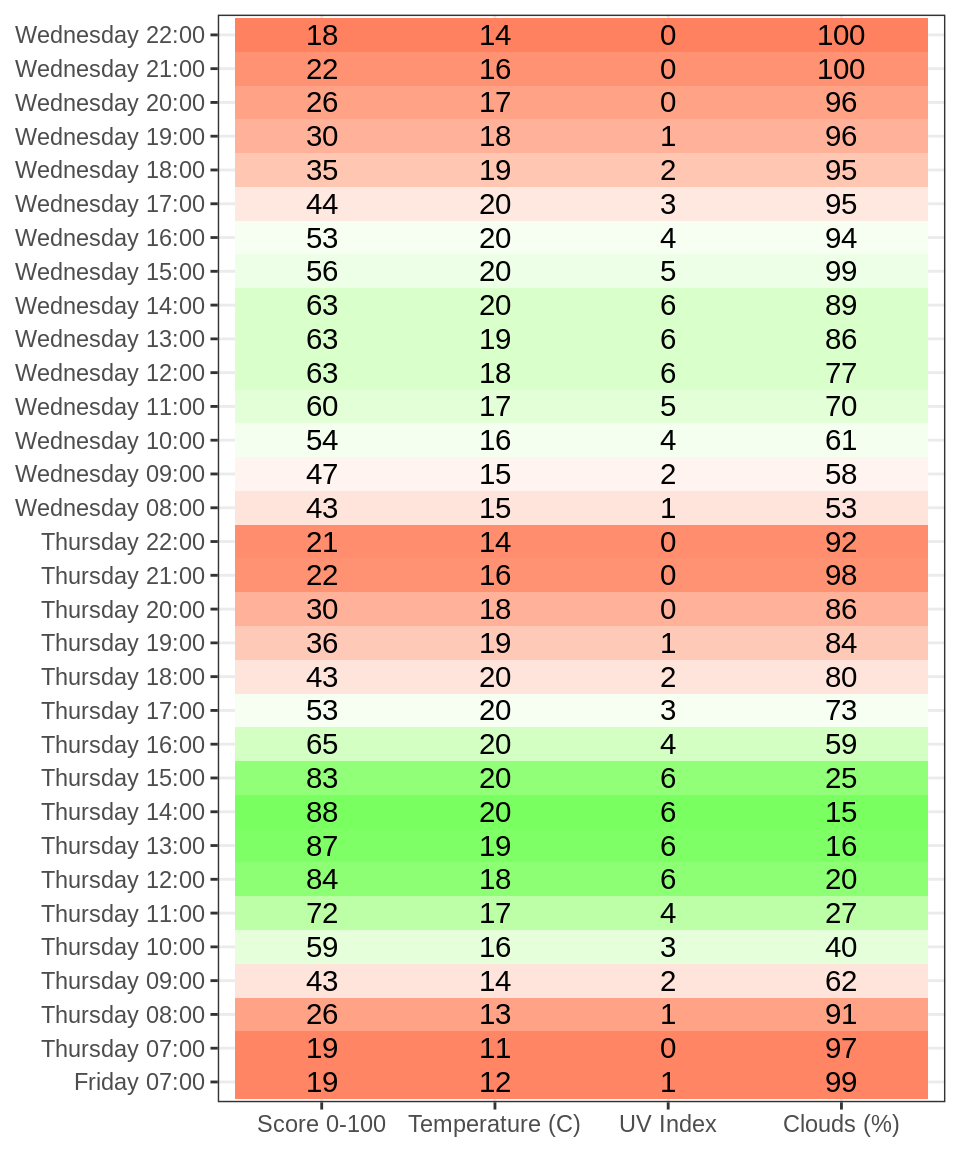 Wednesday 22:00 18 14 0 100
Wednesday 21:00 22 16 0 100
Wednesday 20:00 26 17 0 96
Wednesday 19:00 30 18 1 96
Wednesday 18:00 35 19 2 95
Wednesday 17:00 44 20 3 95
Wednesday 16:00 53 20 4 94
Wednesday 15:00 56 20 5 99
Wednesday 14:00 63 20 6 89
Wednesday 13:00 63 19 6 86
Wednesday 12:00 63 18 6 77
Wednesday 11:00 60 17 5 70
Wednesday 10:00 54 16 4 61
Wednesday 09:00 47 15 2 58
Wednesday 08:00 43 15 1 53
Thursday 22:00 21 14 0 92
Thursday 21:00 22 16 0 98
Thursday 20:00 30 18 0 86
Thursday 19:00 36 19 1 84
Thursday 18:00 43 20 2 80
Thursday 17:00 53 20 3 73
Thursday 16:00 65 20 4 59
Thursday 15:00 83 20 6 25
Thursday 14:00 88 20 6 15
Thursday 13:00 87 19 6 16
Thursday 12:00 84 18 6 20
Thursday 11:00 72 17 4 27
Thursday 10:00 59 16 3 40
Thursday 09:00 43 14 2 62
Thursday 08:00 26 13 1 91
Thursday 07:00 19 11 0 97
Friday 07:00 19 12 1 99
Score 0-100 Temperature (C) UV Index Clouds (%)